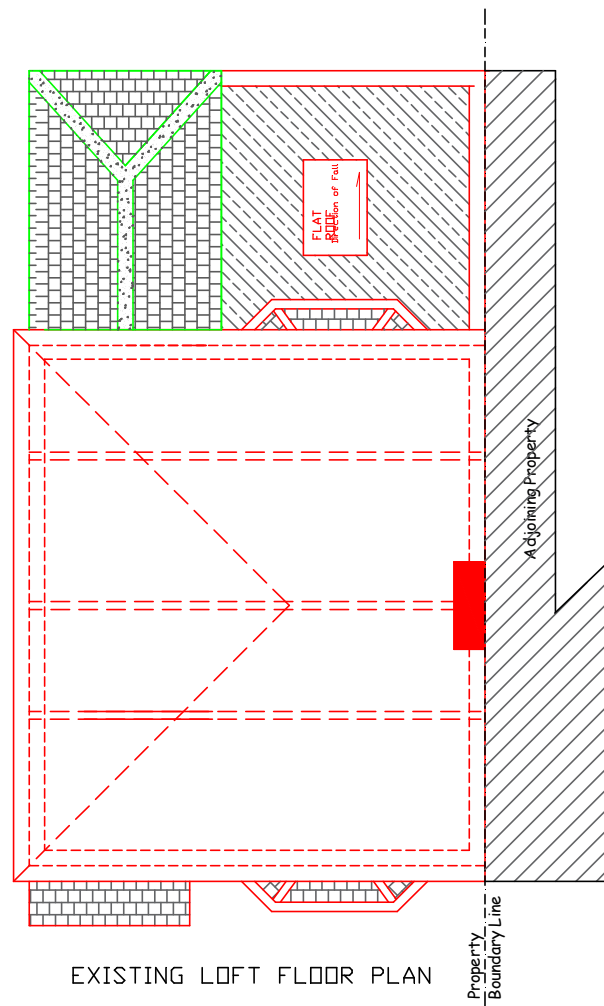 FLAT
ROOF
Direction of Fall
Adjoining Property
Property
Boundary Line
EXISTING LOFT FLOOR PLAN